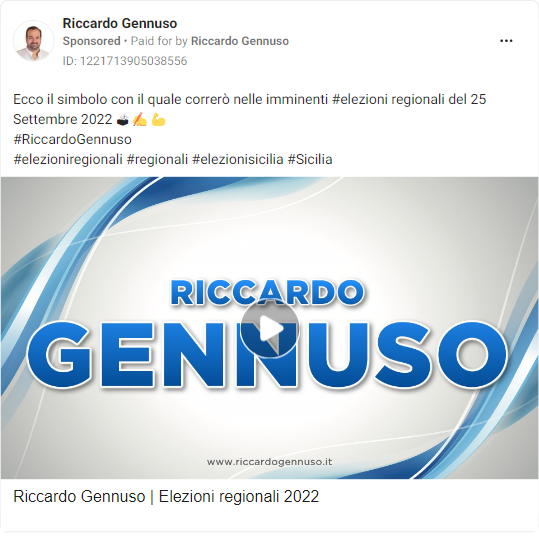 Riccardo Gennuso
Sponsored • Paid for by Riccardo Gennuso
ID: 1221713905038556
Ecco il simbolo con il quale correrò nelle imminenti #elezioni regionali del 25
Settembre 2022 🗳️✍️💪
#RiccardoGennuso
#elezioniregionali #regionali #elezionisicilia #Sicilia
RICCARDO
GENNUSO
www.riccardogennuso.it
Riccardo Gennuso | Elezioni regionali 2022